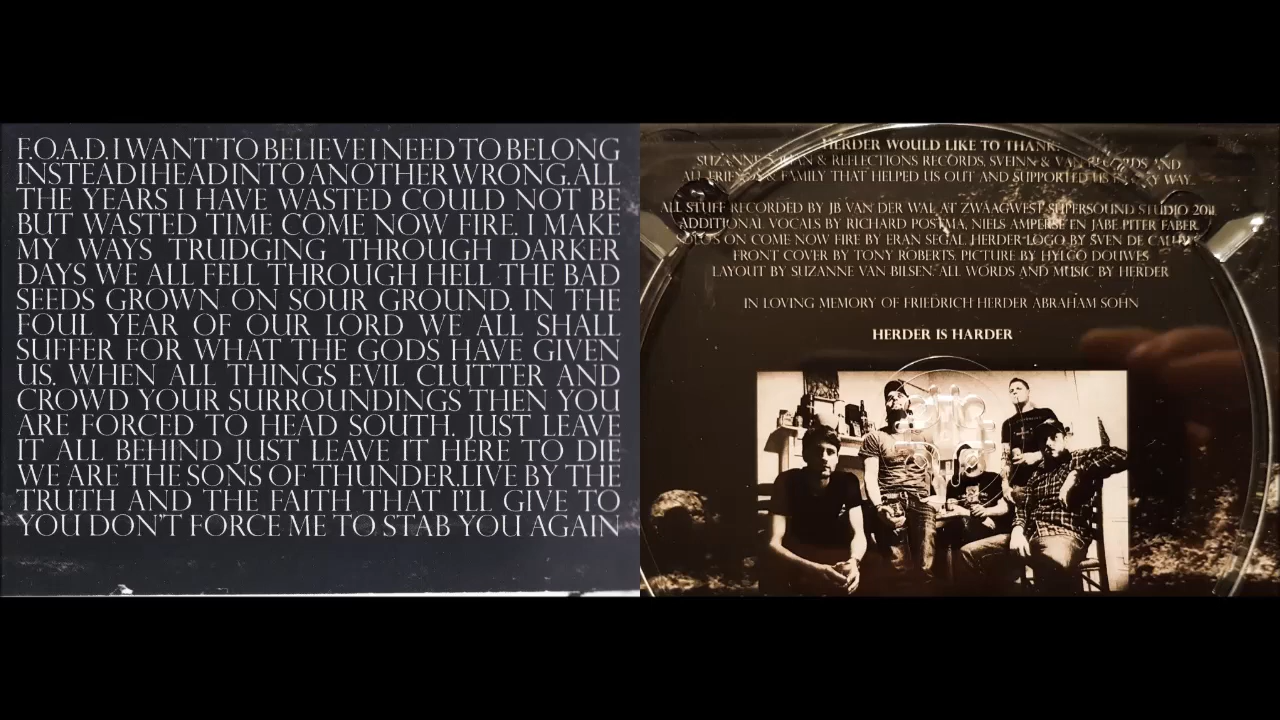 F.O.A.D. I WANT TO BELIEVE I NEED TO BELONG
INSTEAD I HEAD INTO ANOTHER WRONG. ALL
THE YEARS I HAVE WASTED COULD NOT BE
BUT WASTED TIME COME NOW FIRE. I MAKE
MY WAYS TRUDGING THROUGH DARKER
DAYS WE ALL FELL THROUGH HELL THE BAD
SEEDS GROWN ON SOUR GROUND. IN THE
FOUL YEAR OF OUR LORD WE ALL SHALL
SUFFER FOR WHAT THE GODS HAVE GIVEN
US. WHEN ALL THINGS EVIL CLUTTER AND
CROWD YOUR SURROUNDINGS THEN YOU
ARE FORCED TO HEAD SOUTH. JUST LEAVE
IT ALL BEHIND JUST LEAVE IT HERE TO DIE
WE ARE THE SONS OF THUNDER.LIVE BY THE
TRUTH AND THE FAITH THAT I'LL GIVE TO
YOU DON'T FORCE ME TO STAB YOU AGAIN
HERDER WOULD LIKE TO THANK:
SUZANNE & REFLECTIONS RECORDS, SVEINN & RECORDS AND
ALL FRIENDS & FAMILY THAT HELPED US OUT AND SUPPORTED US WAY
ALL STUFF RECORDED BY JB VAN DER WAL AT ZWAAGWEST SUPERSOUND STUDIO 2011.
ADDITIONAL VOCALS BY RICHARD POSTMA, NIELS EN JABE PITER FABER.
ON COME NOW FIRE BY ERAN SEGAL. HERDER LOGO BY SVEN DE
FRONT COVER BY TONY ROBERTS. PICTURE BY HYLCO DOUWES
LAYOUT BY SUZANNE VAN BILSEN. ALL WORDS AND MUSIC BY HERDER
IN LOVING MEMORY OF FRIEDRICH HERDER ABRAHAM SOHN
HERDER IS HARDER